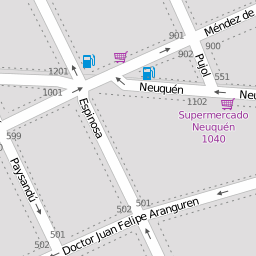 Méndez de
901
902
900
Pujol
551
1201
1001
Neuquén
1102
Neu
Supermercado
Neuquén
1040
Espinosa
599
Paysandú
502
501
Doctor Juan Felipe Aranguren
501
502